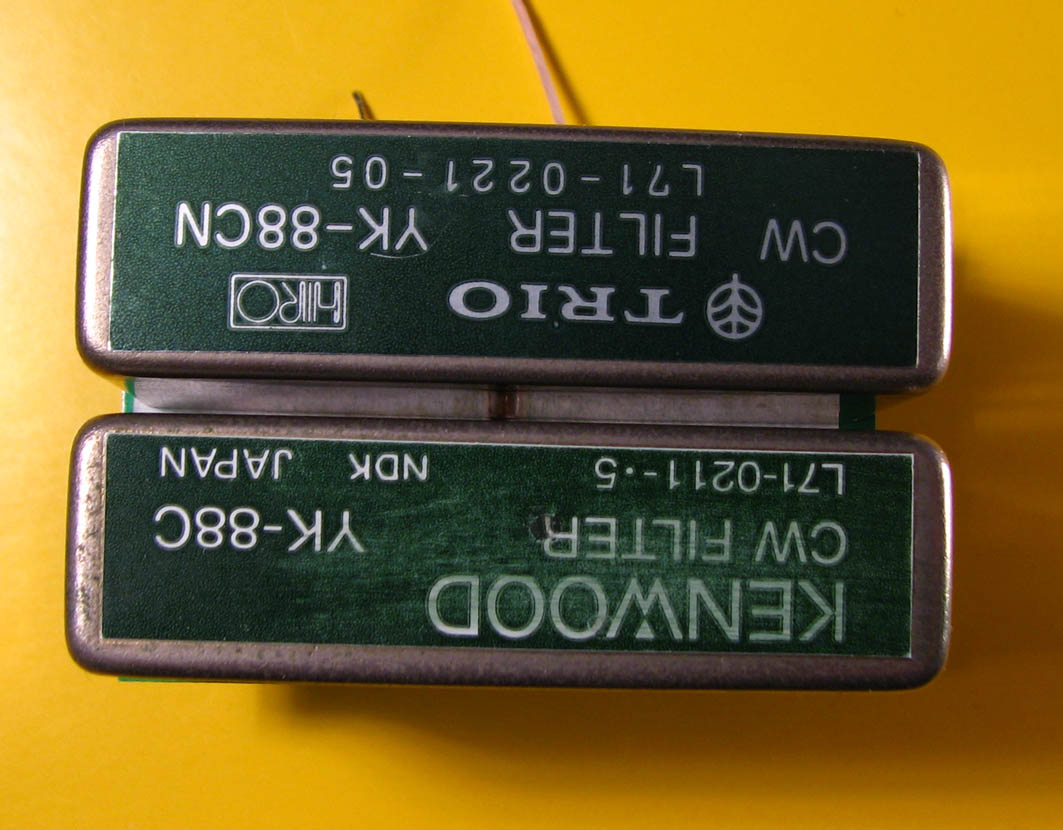 KENWOOD
CW FILTER YK-88C
L71-0211-.5 NDK JAPAN
TRIO HIRO
CW FILTER YK-88CN
L71-0221-05